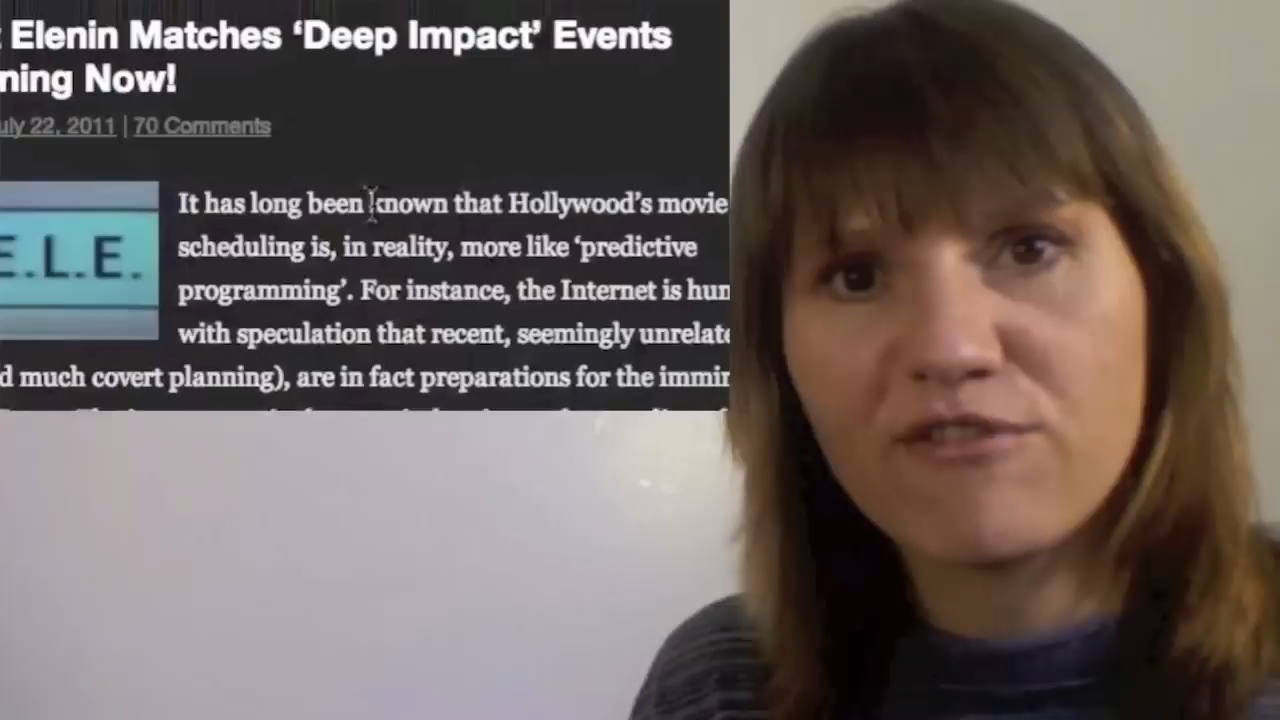 Elenin Matches ‘Deep Impact’ Events
ning Now!
uly 22, 2011 | 70 Comments
E.L.E.
It has long been known that Hollywood’s movie
scheduling is, in reality, more like ‘predictive
programming’. For instance, the Internet is hum
with speculation that recent, seemingly unrelate
d much covert planning), are in fact preparations for the immin